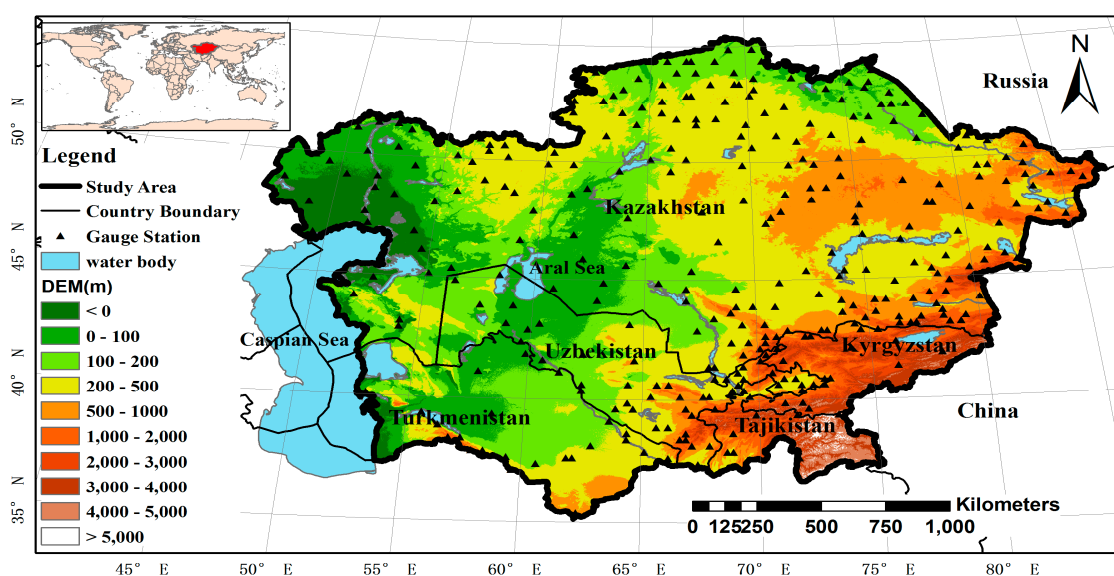 N
Russia
50° N
Legend
Study Area
Country Boundary
Gauge Station
water body
DEM(m)
< 0
0 - 100
100 - 200
200 - 500
500 - 1000
1,000 - 2,000
2,000 - 3,000
3,000 - 4,000
4,000 - 5,000
> 5,000
45° N
40° N
35° N
Kazakhstan
Aral Sea
Caspian Sea
Uzbekistan
Kyrgyzstan
Turkmenistan
Tajikistan
China
Kilometers
0 125250 500 750 1,000
45° E 50° E 55° E 60° E 65° E 70° E 75° E 80° E